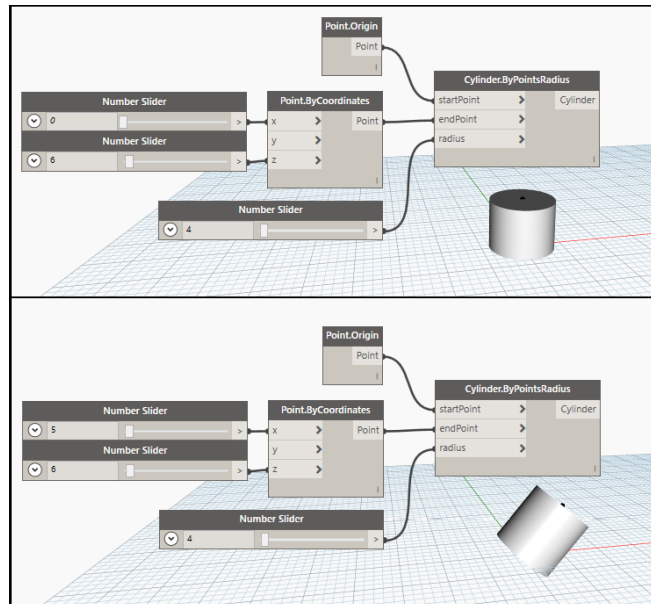 Point.Origin
Point
Cylinder.ByPointsRadius
startPoint > Cylinder
endPoint >
radius >
Number Slider
0 >
Number Slider
6 >
Point.ByCoordinates
x > Point
y >
z >
Number Slider
4 >
Point.Origin
Point
Cylinder.ByPointsRadius
startPoint > Cylinder
endPoint >
radius >
Number Slider
5 >
Number Slider
6 >
Point.ByCoordinates
x > Point
y >
z >
Number Slider
4 >